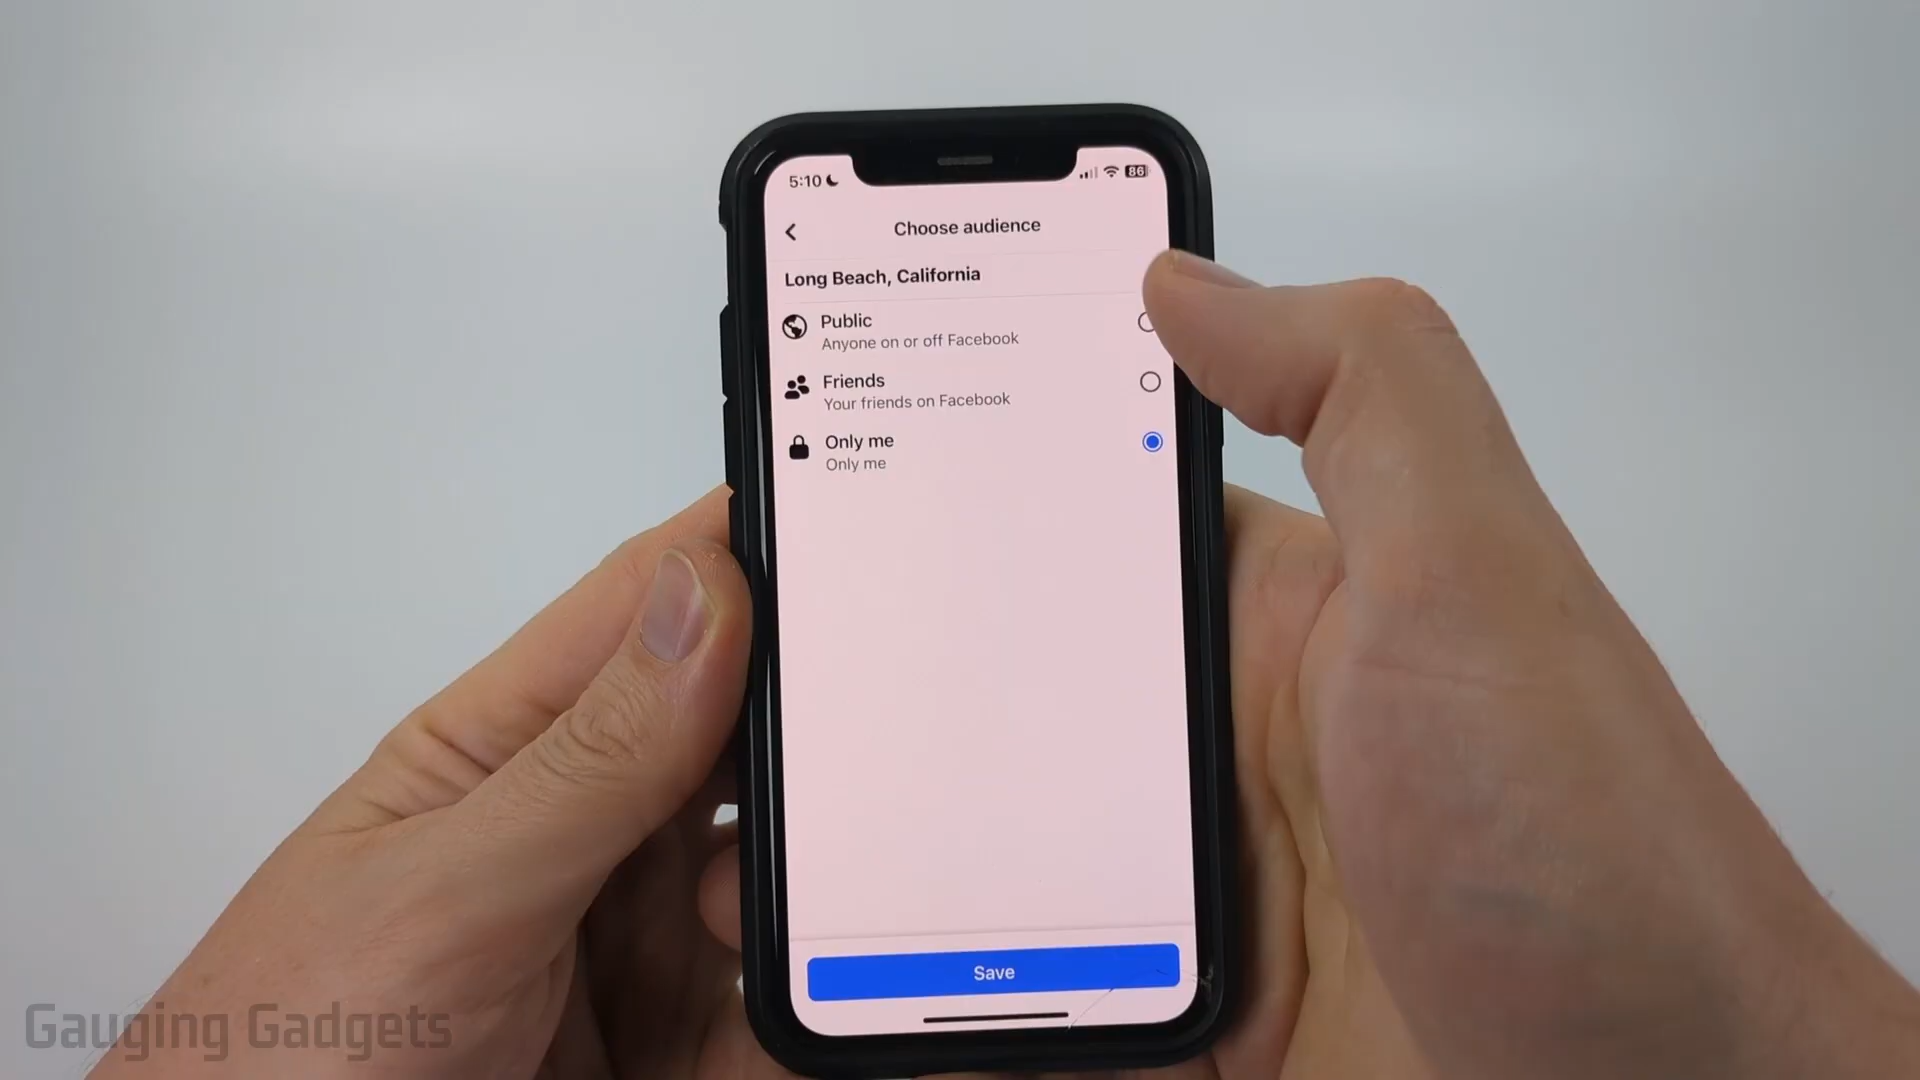 5:10
86
Choose audience
Long Beach, California
Public
Anyone on or off Facebook
Friends
Your friends on Facebook
Only me
Only me
Save
Gauging Gadgets